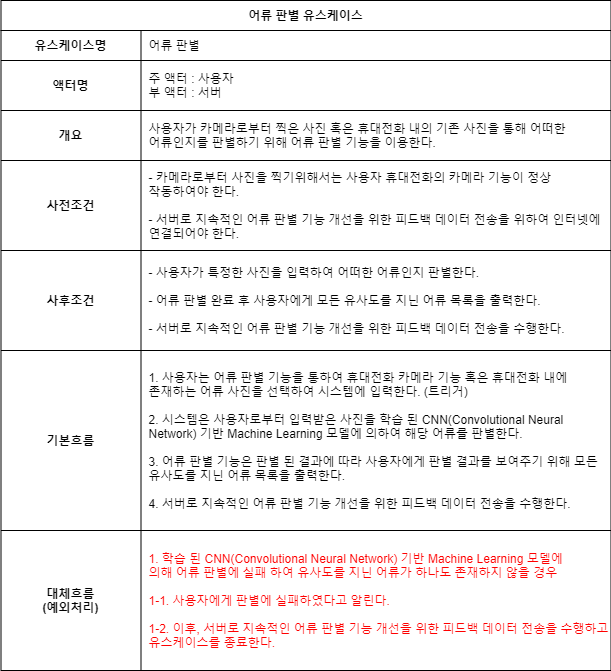 어류 판별 유스케이스
유스케이스명
어류 판별
액터명
주 액터 : 사용자
부 액터 : 서버
개요
사용자가 카메라로부터 찍은 사진 혹은 휴대전화 내의 기존 사진을 통해 어떠한
어류인지를 판별하기 위해 어류 판별 기능을 이용한다.
사전조건
- 카메라로부터 사진을 찍기위해서는 사용자 휴대전화의 카메라 기능이 정상
작동하여야 한다.
- 서버로 지속적인 어류 판별 기능 개선을 위한 피드백 데이터 전송을 위하여 인터넷에
연결되어야 한다.
사후조건
- 사용자가 특정한 사진을 입력하여 어떠한 어류인지 판별한다.
- 어류 판별 완료 후 사용자에게 모든 유사도를 지닌 어류 목록을 출력한다.
- 서버로 지속적인 어류 판별 기능 개선을 위한 피드백 데이터 전송을 수행한다.
기본흐름
1. 사용자는 어류 판별 기능을 통하여 휴대전화 카메라 기능 혹은 휴대전화 내에
존재하는 어류 사진을 선택하여 시스템에 입력한다. (트리거)
2. 시스템은 사용자로부터 입력받은 사진을 학습 된 CNN(Convolutional Neural
Network) 기반 Machine Learning 모델에 의하여 해당 어류를 판별한다.
3. 어류 판별 기능은 판별 된 결과에 따라 사용자에게 판별 결과를 보여주기 위해 모든
유사도를 지닌 어류 목록을 출력한다.
4. 서버로 지속적인 어류 판별 기능 개선을 위한 피드백 데이터 전송을 수행한다.
대체흐름
(예외처리)
1. 학습 된 CNN(Convolutional Neural Network) 기반 Machine Learning 모델에
의해 어류 판별에 실패 하여 유사도를 지닌 어류가 하나도 존재하지 않을 경우
1-1. 사용자에게 판별에 실패하였다고 알린다.
1-2. 이후, 서버로 지속적인 어류 판별 기능 개선을 위한 피드백 데이터 전송을 수행하고
유스케이스를 종료한다.